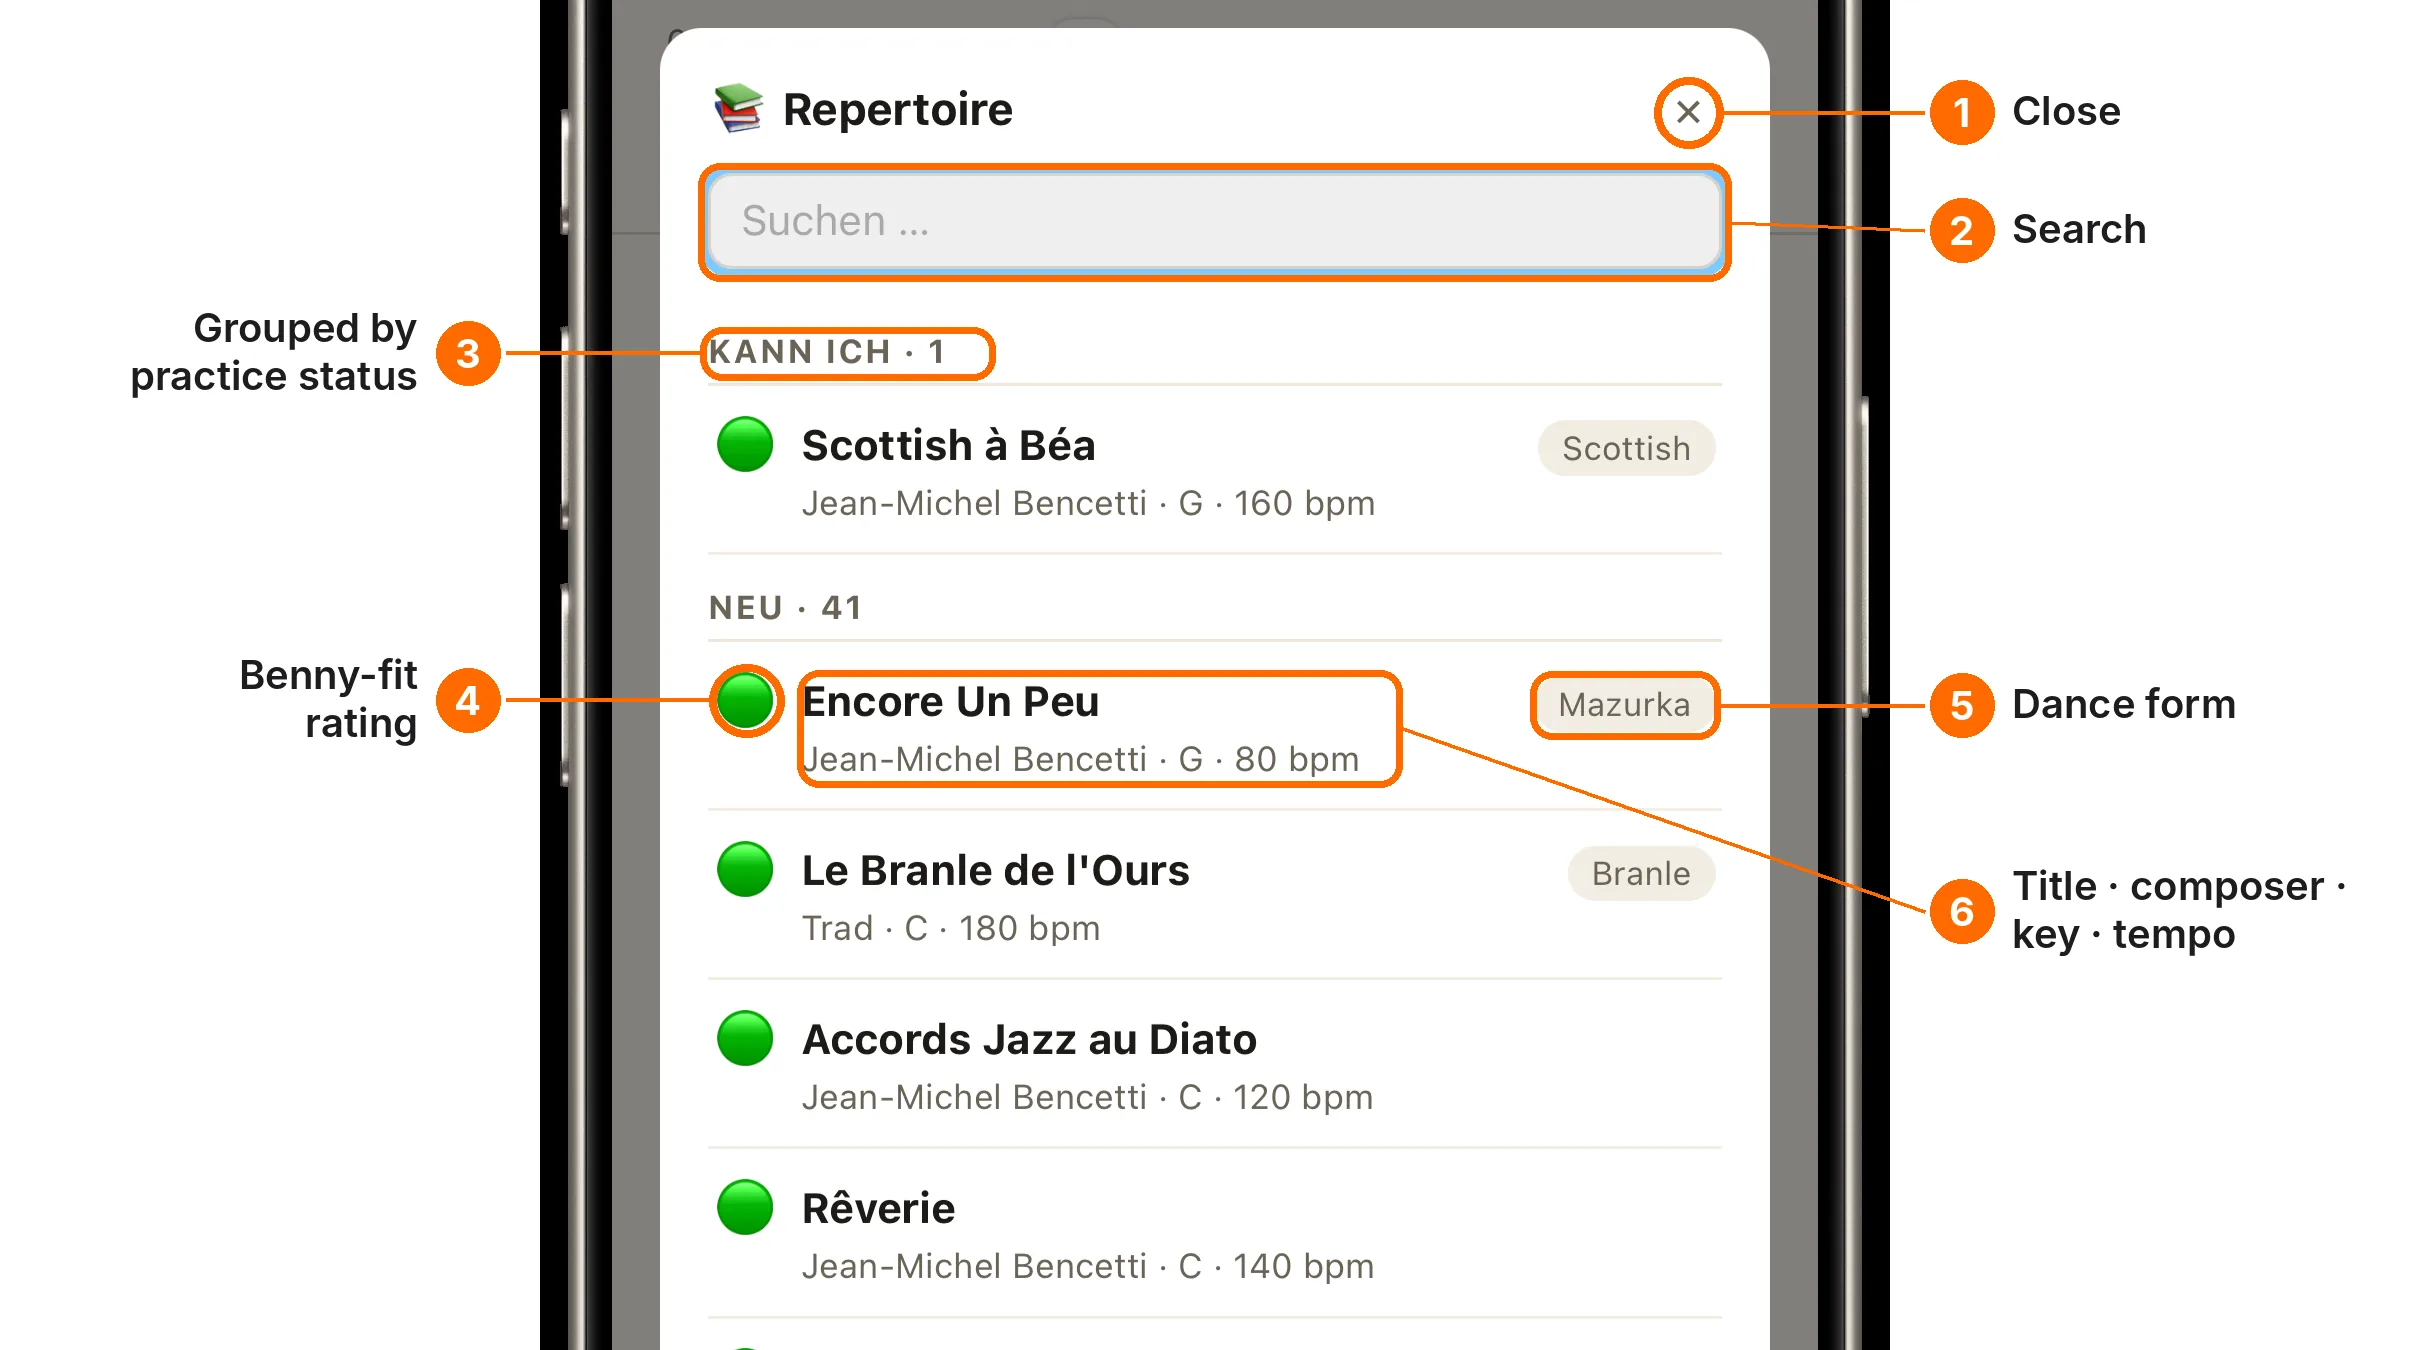 Repertoire
1 Close
Suchen ...
2 Search
Grouped by
practice status
3
KANN ICH · 1
Scottish à Béa
Scottish
Jean-Michel Bencetti · G · 160 bpm
NEU · 41
Benny-fit
rating
4
Encore Un Peu
Mazurka
5 Dance form
Jean-Michel Bencetti · G · 80 bpm
Le Branle de l'Ours
Branle
6
Title · composer ·
key · tempo
Trad · C · 180 bpm
Accords Jazz au Diato
Jean-Michel Bencetti · C · 120 bpm
Rêverie
Jean-Michel Bencetti · C · 140 bpm